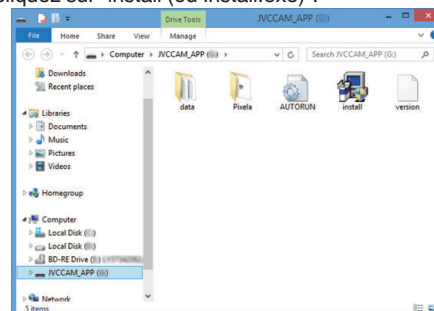 cliquez sur "install (ou install.exe)".
Drive Tools
JVCCAM_APP
File
Home
Share
View
Manage
Computer
JVCCAM_APP
Search JVCCAM_APP (G:)
Downloads
Recent places
Libraries
Documents
Music
Pictures
Videos
Homegroup
Computer
Local Disk
Local Disk
BD-RE Drive
JVCCAM_APP
Network
data
Pixela
AUTORUN
install
version
5 items